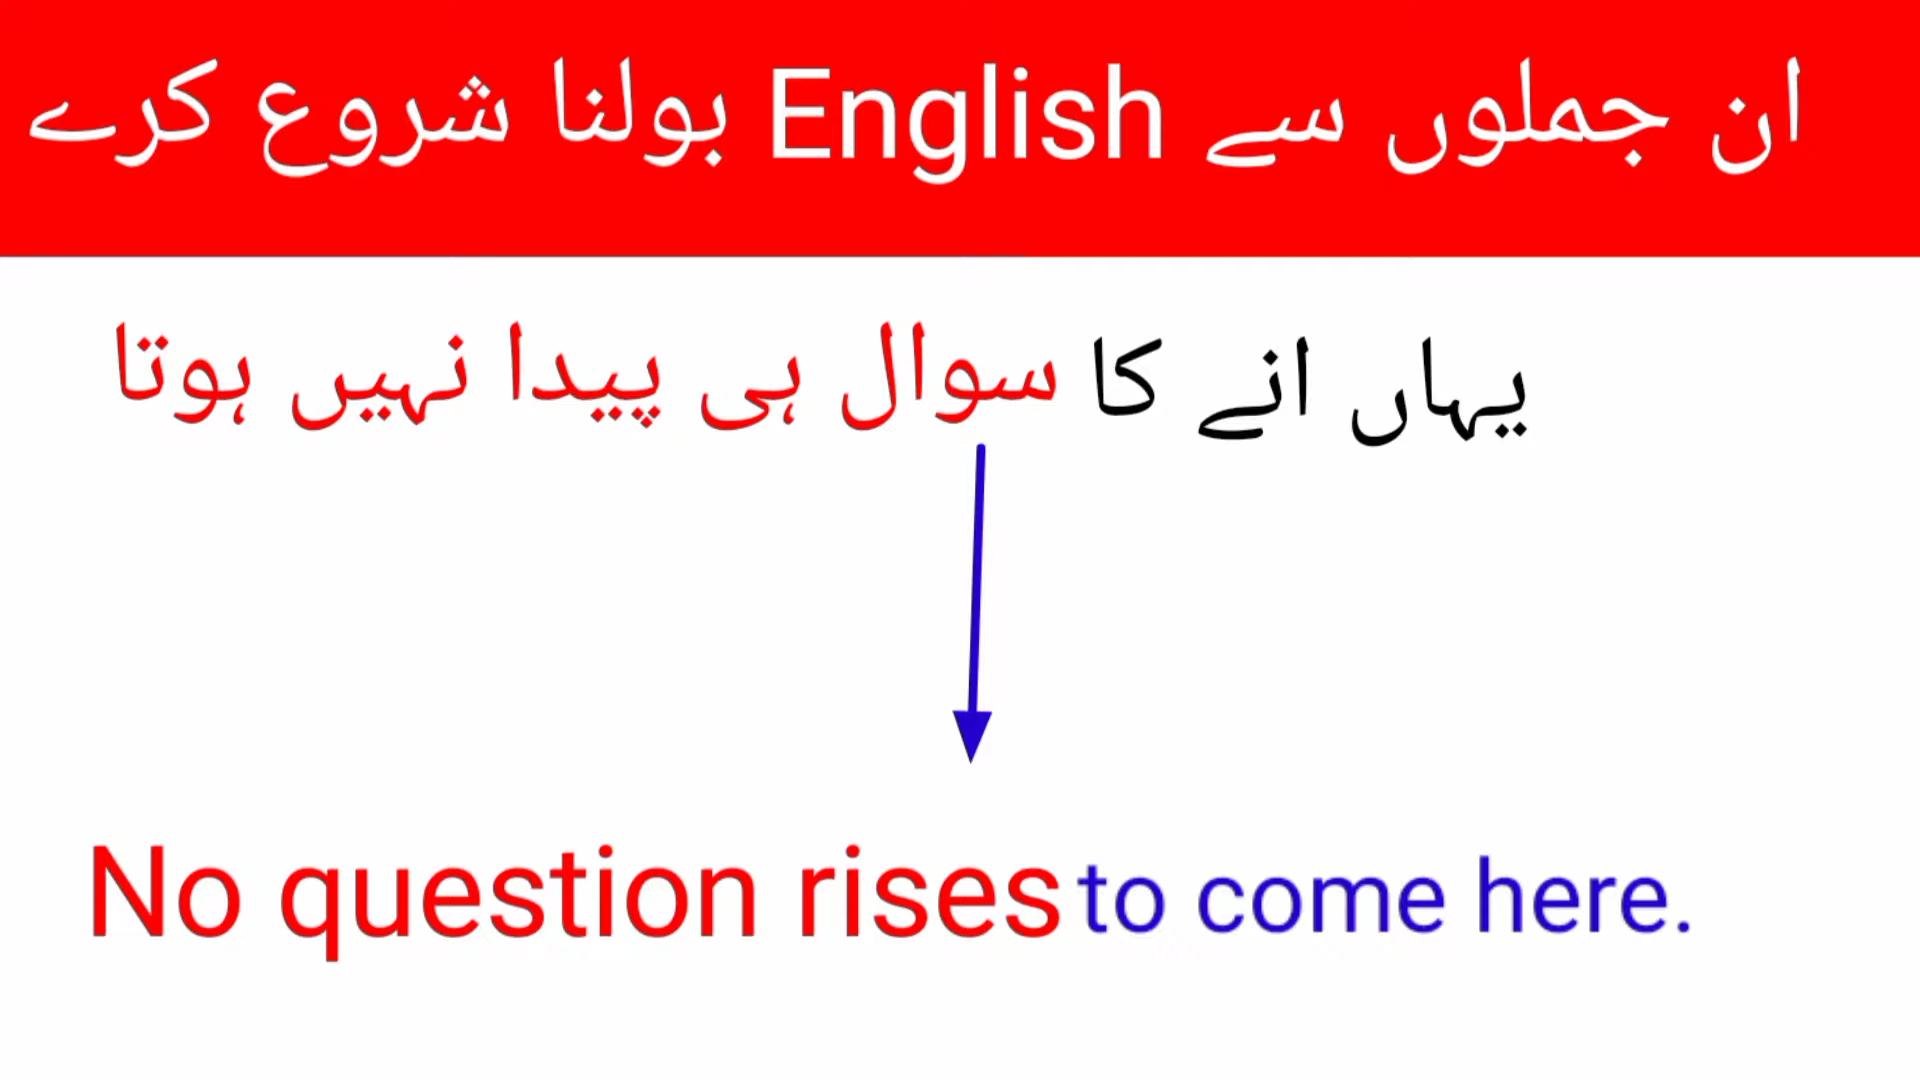 ان جملوں سے English بولنا شروع کرے
یہاں انے کا سوال ہی پیدا نہیں ہوتا
No question rises to come here.